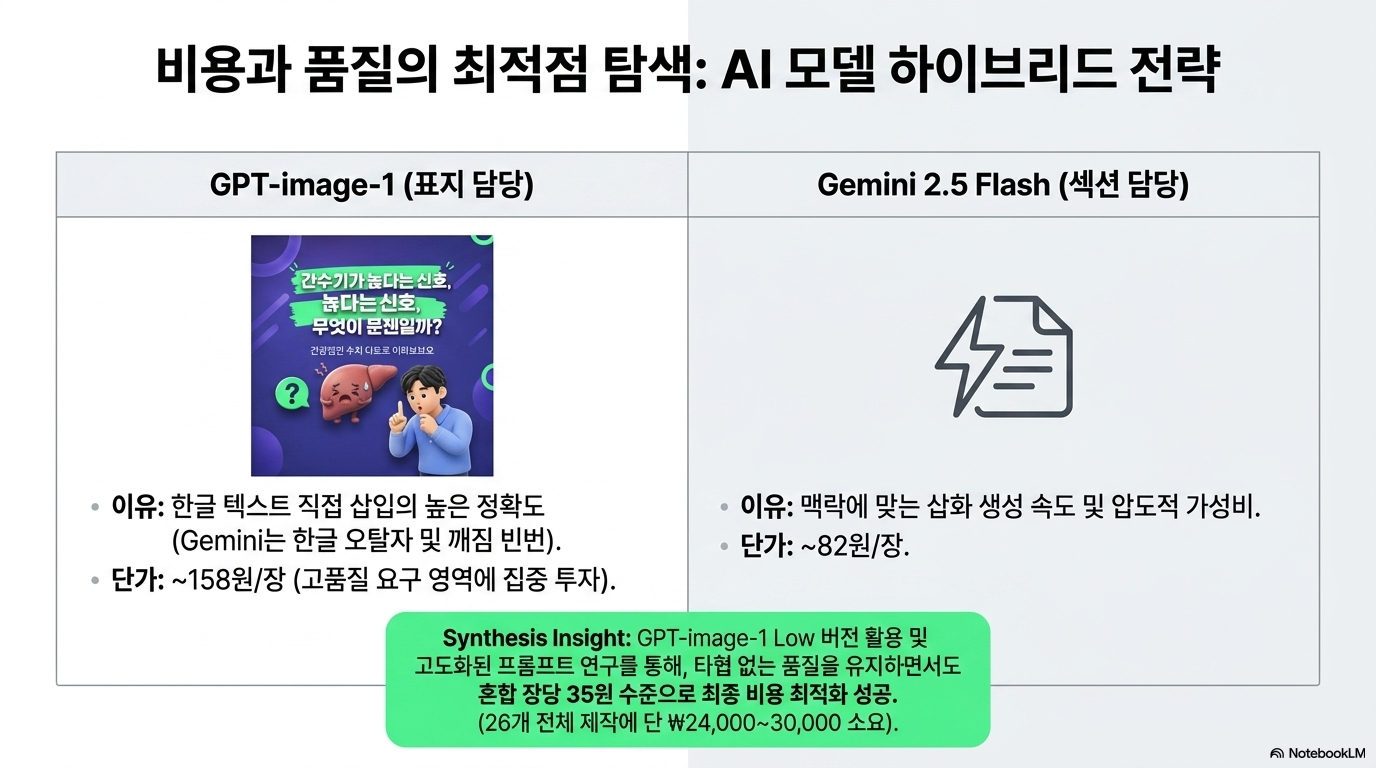 비용과 품질의 최적점 탐색: AI 모델 하이브리드 전략
GPT-image-1 (표지 담당)
간수기가 높다는 신호,
높다는 신호,
무엇이 문젠일까?
?
• 이유: 한글 텍스트 직접 삽입의 높은 정확도
(Gemini는 한글 오탈자 및 깨짐 빈번).
• 단가: ~158원/장 (고품질 요구 영역에 집중 투자).
Gemini 2.5 Flash (섹션 담당)
• 이유: 맥락에 맞는 삽화 생성 속도 및 압도적 가성비.
• 단가: ~82원/장.
Synthesis Insight: GPT-image-1 Low 버전 활용 및
고도화된 프롬프트 연구를 통해, 타협 없는 품질을 유지하면서도
혼합 장당 35원 수준으로 최종 비용 최적화 성공.
(26개 전체 제작에 단 ₩24,000~30,000 소요).
NotebookLM